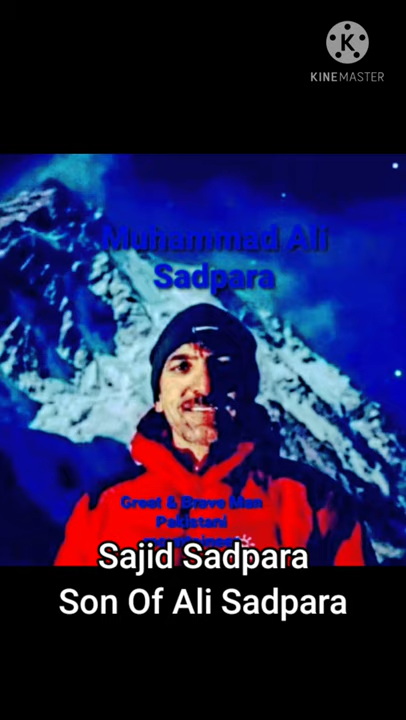 KINEMASTER
Muhammad Ali
Sadpara
Great & Brave Man
Pakistani
Sajid Sadpara
Son Of Ali Sadpara